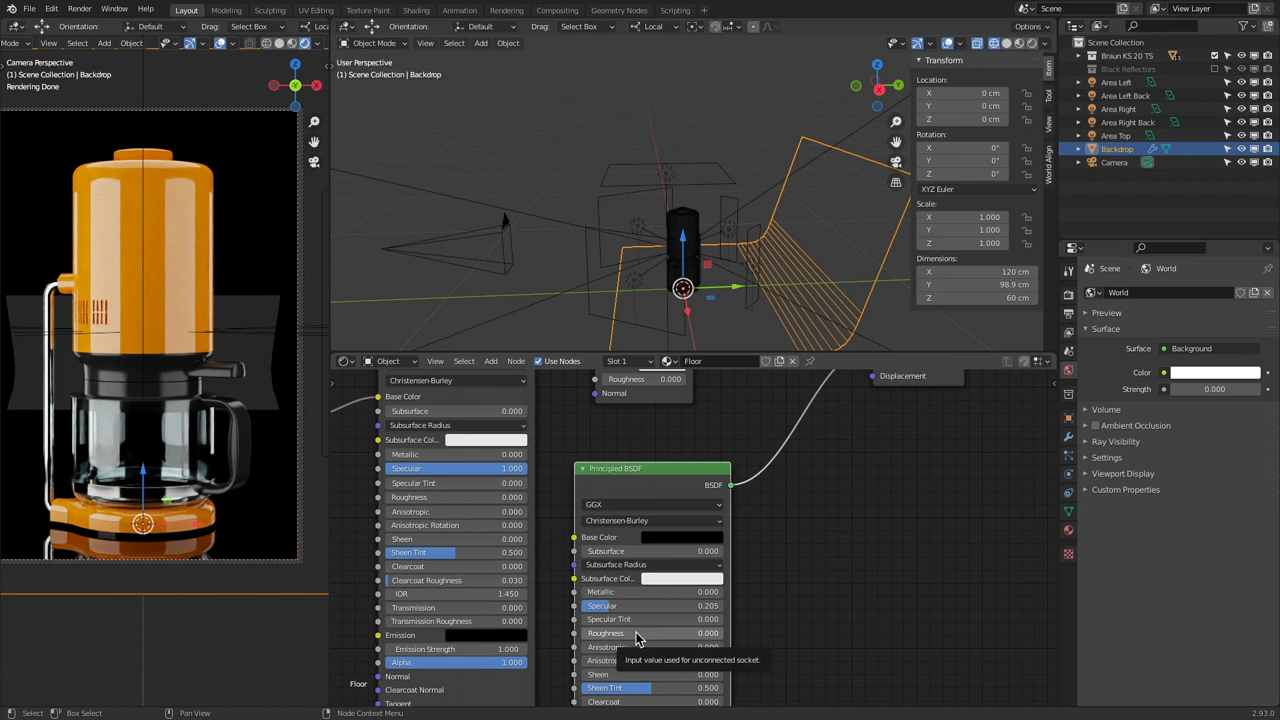 File Edit Render Window Help Layout Modeling Sculpting UV Editing Texture Paint Shading Animation Rendering Compositing Geometry Nodes Scripting Scene View Layer
Orientation: Default Drag: Select Box Orientation: Default Drag: Select Box Local Options
Mode View Select Add Object Object Mode View Select Add Object
Camera Perspective
(1) Scene Collection | Backdrop
Rendering Done
User Perspective
(1) Scene Collection | Backdrop
Z
Y
X
Z
Y
X
Transform
Location:
X 0 cm
Y 0 cm
Z 0 cm
Rotation:
X 0°
Y 0°
Z 0°
XYZ Euler
Scale:
X 1.000
Y 1.000
Z 1.000
Dimensions:
X 120 cm
Y 98.9 cm
Z 60 cm
Item
Tool
View
World Align
Scene Collection
Braun KS 20 TS
Black Reflectors
Area Left
Area Left Back
Area Right
Area Right Back
Area Top
Backdrop
Camera
Scene World
World
Preview
Surface
Surface Background
Color
Strength 0.000
Volume
Ambient Occlusion
Ray Visibility
Settings
Viewport Display
Custom Properties
Object View Select Add Node Use Nodes Slot 1 Floor
Christensen-Burley
Base Color
Subsurface 0.000
Subsurface Radius
Subsurface Col...
Metallic 0.000
Specular 1.000
Specular Tint 0.000
Roughness 0.000
Anisotropic 0.000
Anisotropic Rotation 0.000
Sheen 0.000
Sheen Tint 0.500
Clearcoat 0.000
Clearcoat Roughness 0.030
IOR 1.450
Transmission 0.000
Transmission Roughness 0.000
Emission
Emission Strength 1.000
Alpha 1.000
Normal
Clearcoat Normal
Tangent
Floor
Roughness 0.000
Normal
Displacement
Principled BSDF
BSDF
GGX
Christensen-Burley
Base Color
Subsurface 0.000
Subsurface Radius
Subsurface Col...
Metallic 0.000
Specular 0.205
Specular Tint 0.000
Roughness 0.000
Input value used for unconnected socket.
Sheen 0.000
Sheen Tint 0.500
Clearcoat 0.000
Select Box Select Pan View Node Context Menu 2.93.0